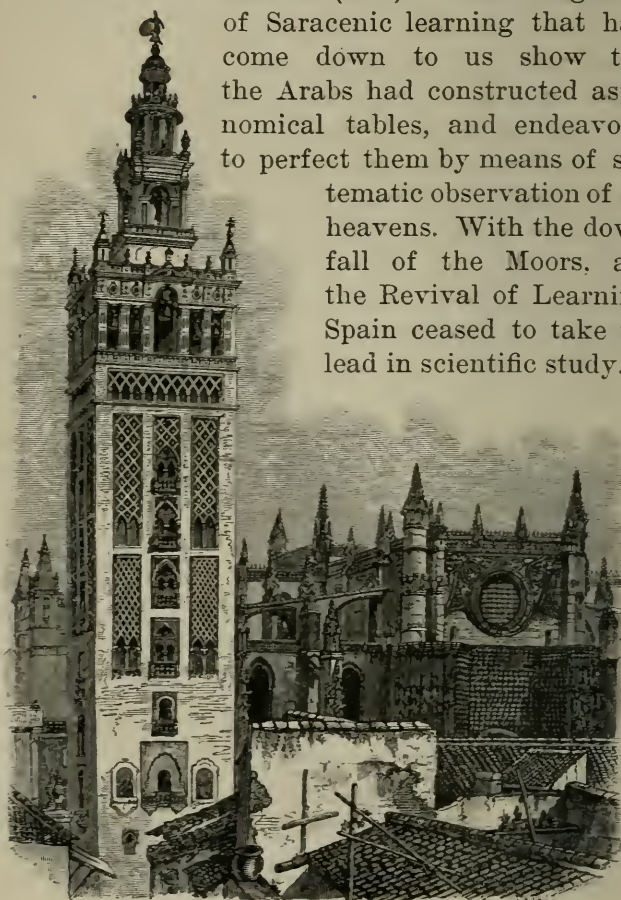 of Saracenic learning that ha
come down to us show t
the Arabs had constructed as
nomical tables, and endeavo
to perfect them by means of s
tematic observation of
heavens. With the dow
fall of the Moors, a
the Revival of Learni
Spain ceased to take
lead in scientific study.